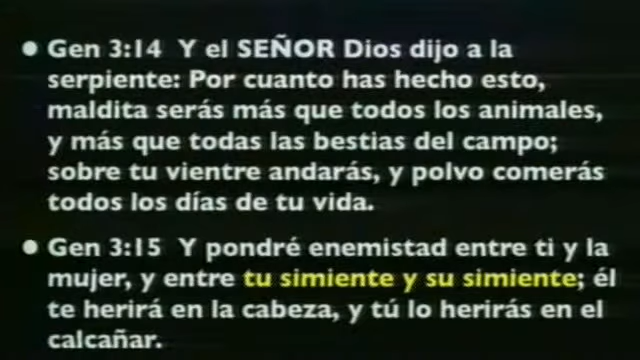 • Gen 3:14 Y el SEÑOR Dios dijo a la
serpiente: Por cuanto has hecho esto,
maldita serás más que todos los animales,
y más que todas las bestias del campo;
sobre tu vientre andarás, y polvo comerás
todos los días de tu vida.
• Gen 3:15 Y pondré enemistad entre ti y la
mujer, y entre tu simiente y su simiente; él
te herirá en la cabeza, y tú lo herirás en el
calcañar.